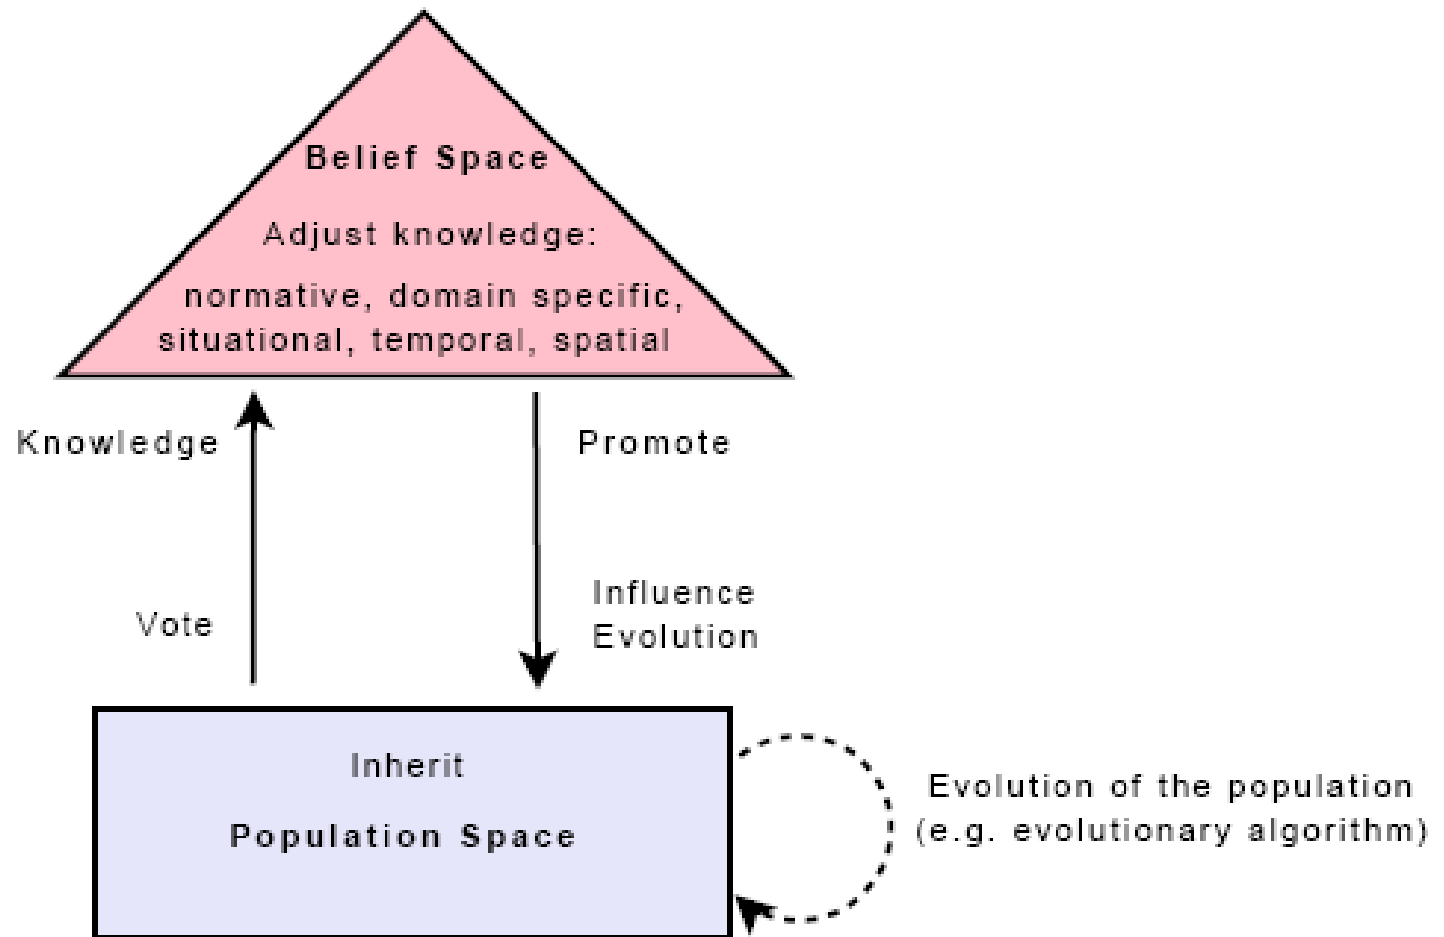 Belief Space
Adjust knowledge:
normative, domain specific,
situational, temporal, spatial
Knowledge
Promote
Vote
Influence
Evolution
Inherit
Population Space
Evolution of the population
(e.g. evolutionary algorithm)